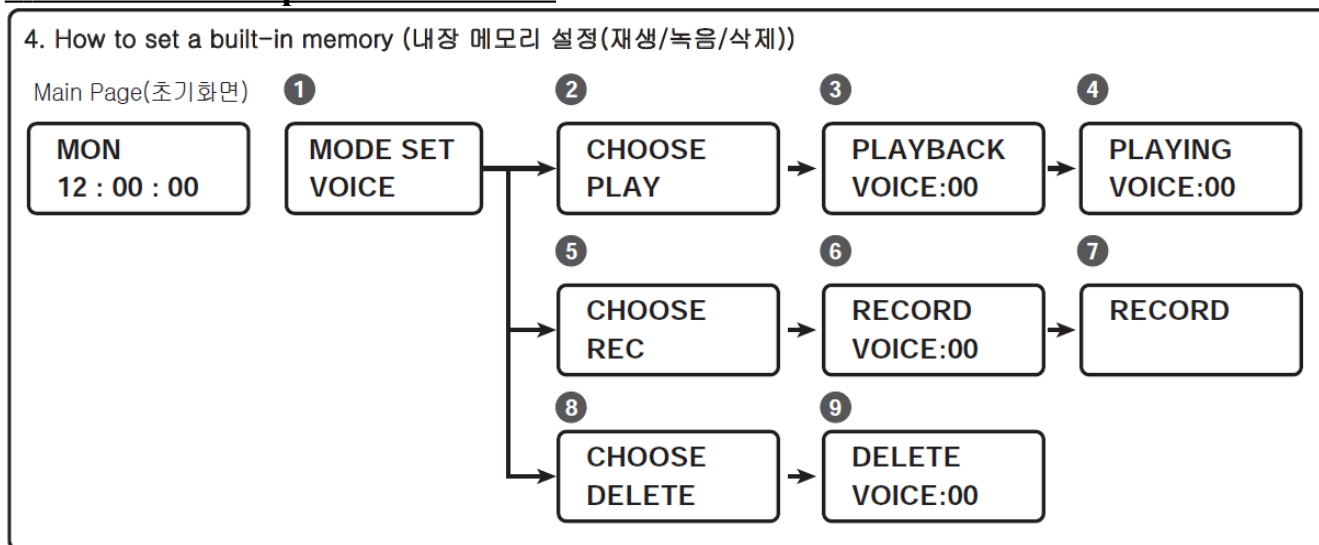 4. How to set a built-in memory (내장 메모리 설정(재생/녹음/삭제))
Main Page(초기화면)
MON
12 : 00 : 00
1
MODE SET
VOICE
2
CHOOSE
PLAY
3
PLAYBACK
VOICE:00
4
PLAYING
VOICE:00
5
CHOOSE
REC
6
RECORD
VOICE:00
7
RECORD
8
CHOOSE
DELETE
9
DELETE
VOICE:00